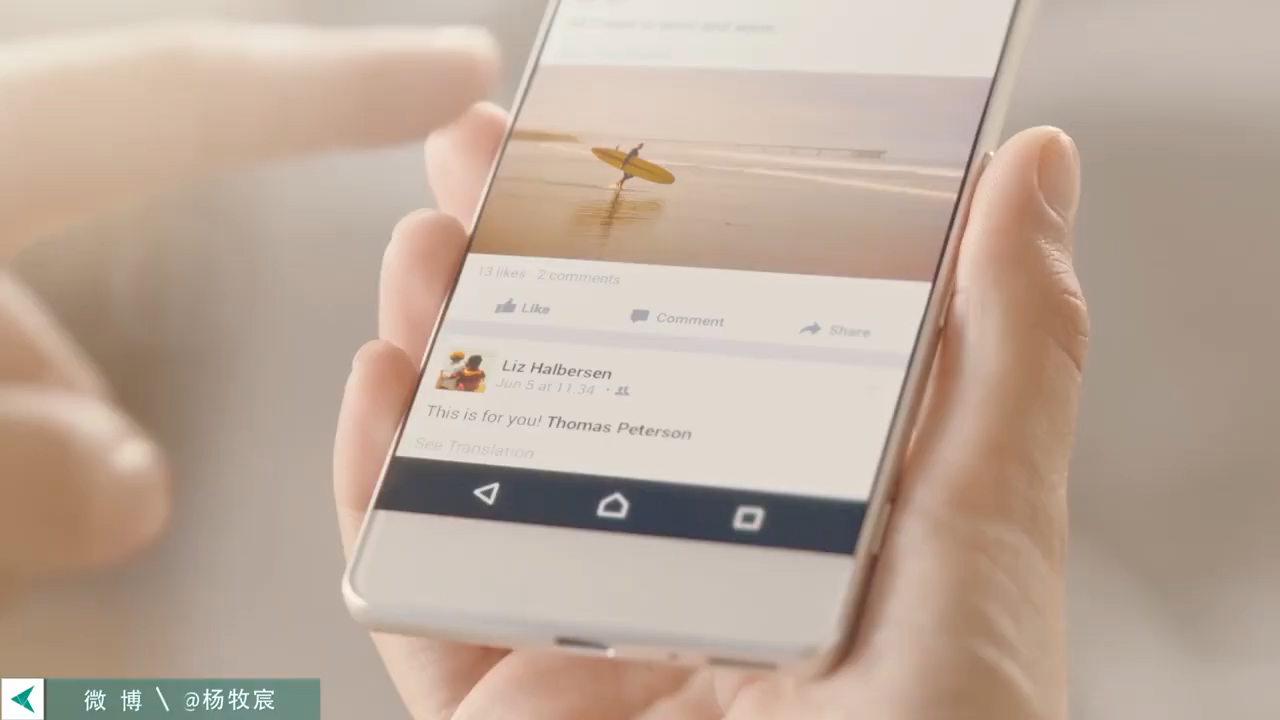 13 likes 2 comments
Like Comment Share
Liz Halbersen
Jun 5 at 11:34 ·
This is for you! Thomas Peterson
See Translation
微 博 \ @杨牧宸